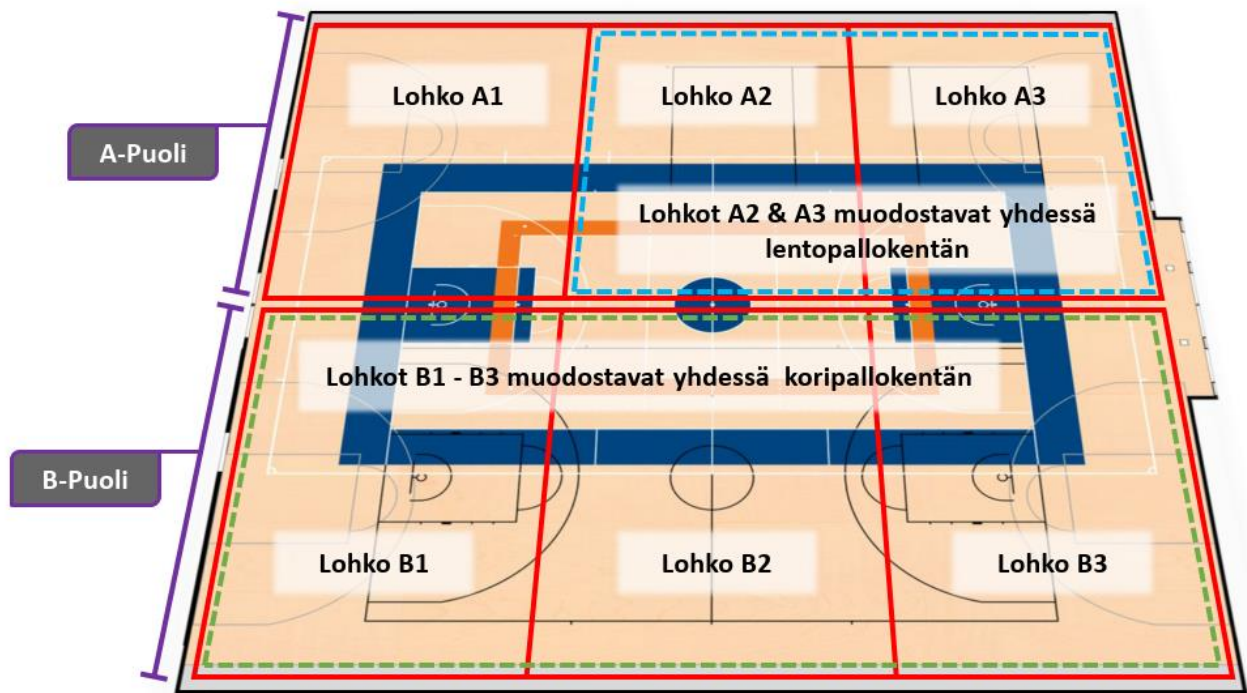 Lohko A1
Lohko A2
Lohko A3
A-Puoli
Lohkot A2 & A3 muodostavat yhdessä
lentopallokentän
Lohkot B1 - B3 muodostavat yhdessä koripallokentän
B-Puoli
Lohko B1
Lohko B2
Lohko B3